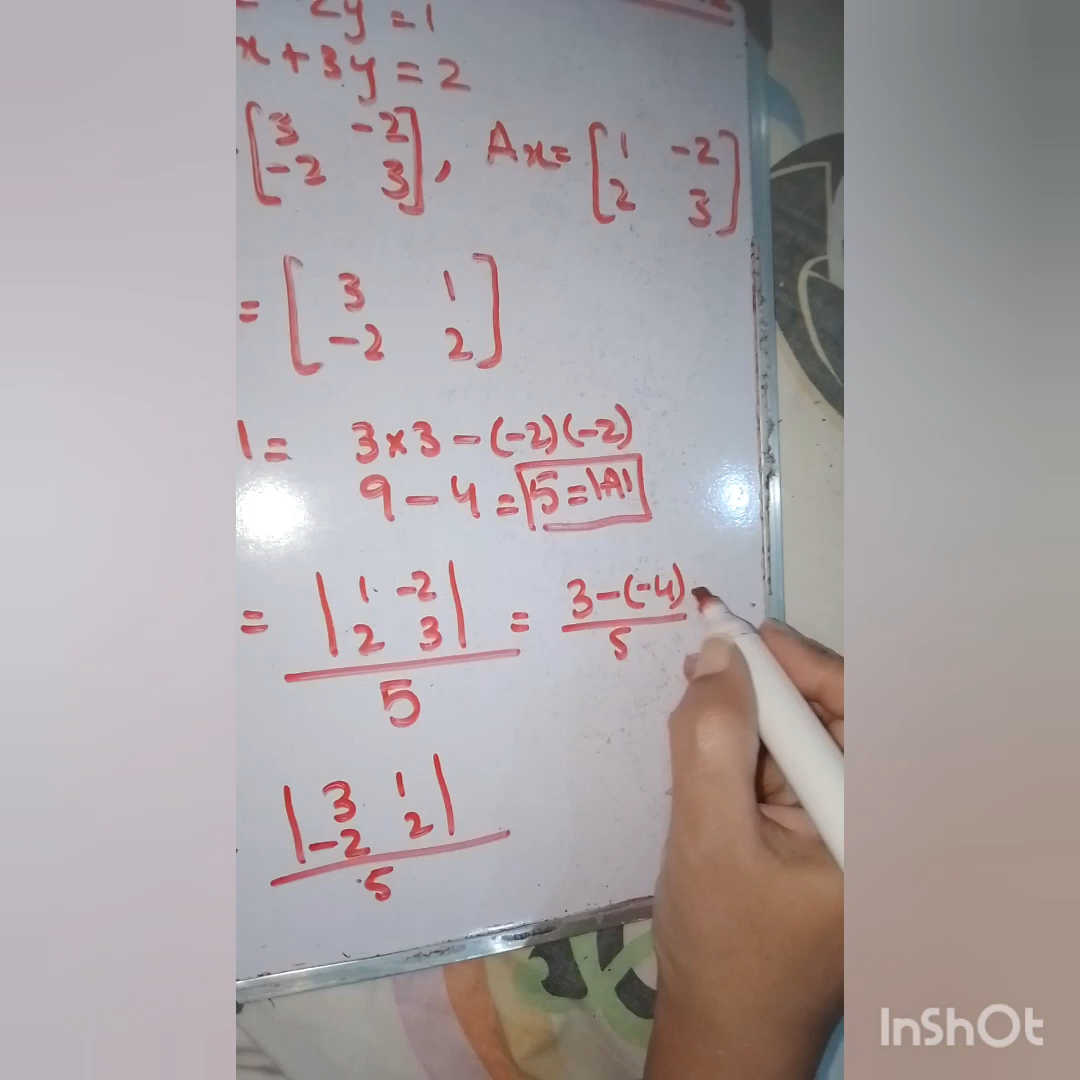 2y = 1
x + 3y = 2
[3 -2
-2 3], Ax = [1 -2
2 3]
= [3 1
-2 2]
| = 3 × 3 - (-2)(-2)
9 - 4 = 5 = |A|
= |1 -2
2 3|
5
= 3 - (-4)
5
|3 1
-2 2|
5
InShOt